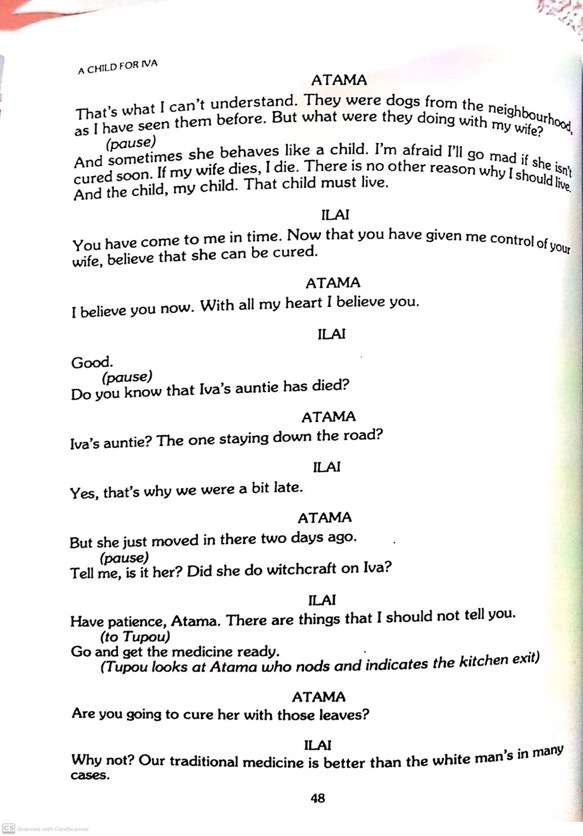 A CHILD FOR IVA
ATAMA
That's what I can't understand. They were dogs from the neighbourhood,
as I have seen them before. But what were they doing with my wife?
(pause)
And sometimes she behaves like a child. I'm afraid I'll go mad if she isn't
cured soon. If my wife dies, I die. There is no other reason why I should live.
And the child, my child. That child must live.
ILAI
You have come to me in time. Now that you have given me control of your
wife, believe that she can be cured.
ATAMA
I believe you now. With all my heart I believe you.
ILAI
Good.
(pause)
Do you know that Iva's auntie has died?
ATAMA
Iva's auntie? The one staying down the road?
ILAI
Yes, that's why we were a bit late.
ATAMA
But she just moved in there two days ago.
(pause)
Tell me, is it her? Did she do witchcraft on Iva?
ILAI
Have patience, Atama. There are things that I should not tell you.
(to Tupou)
Go and get the medicine ready.
(Tupou looks at Atama who nods and indicates the kitchen exit)
ATAMA
Are you going to cure her with those leaves?
ILAI
Why not? Our traditional medicine is better than the white man's in many
cases.
48
CS Scanned with CamScanner